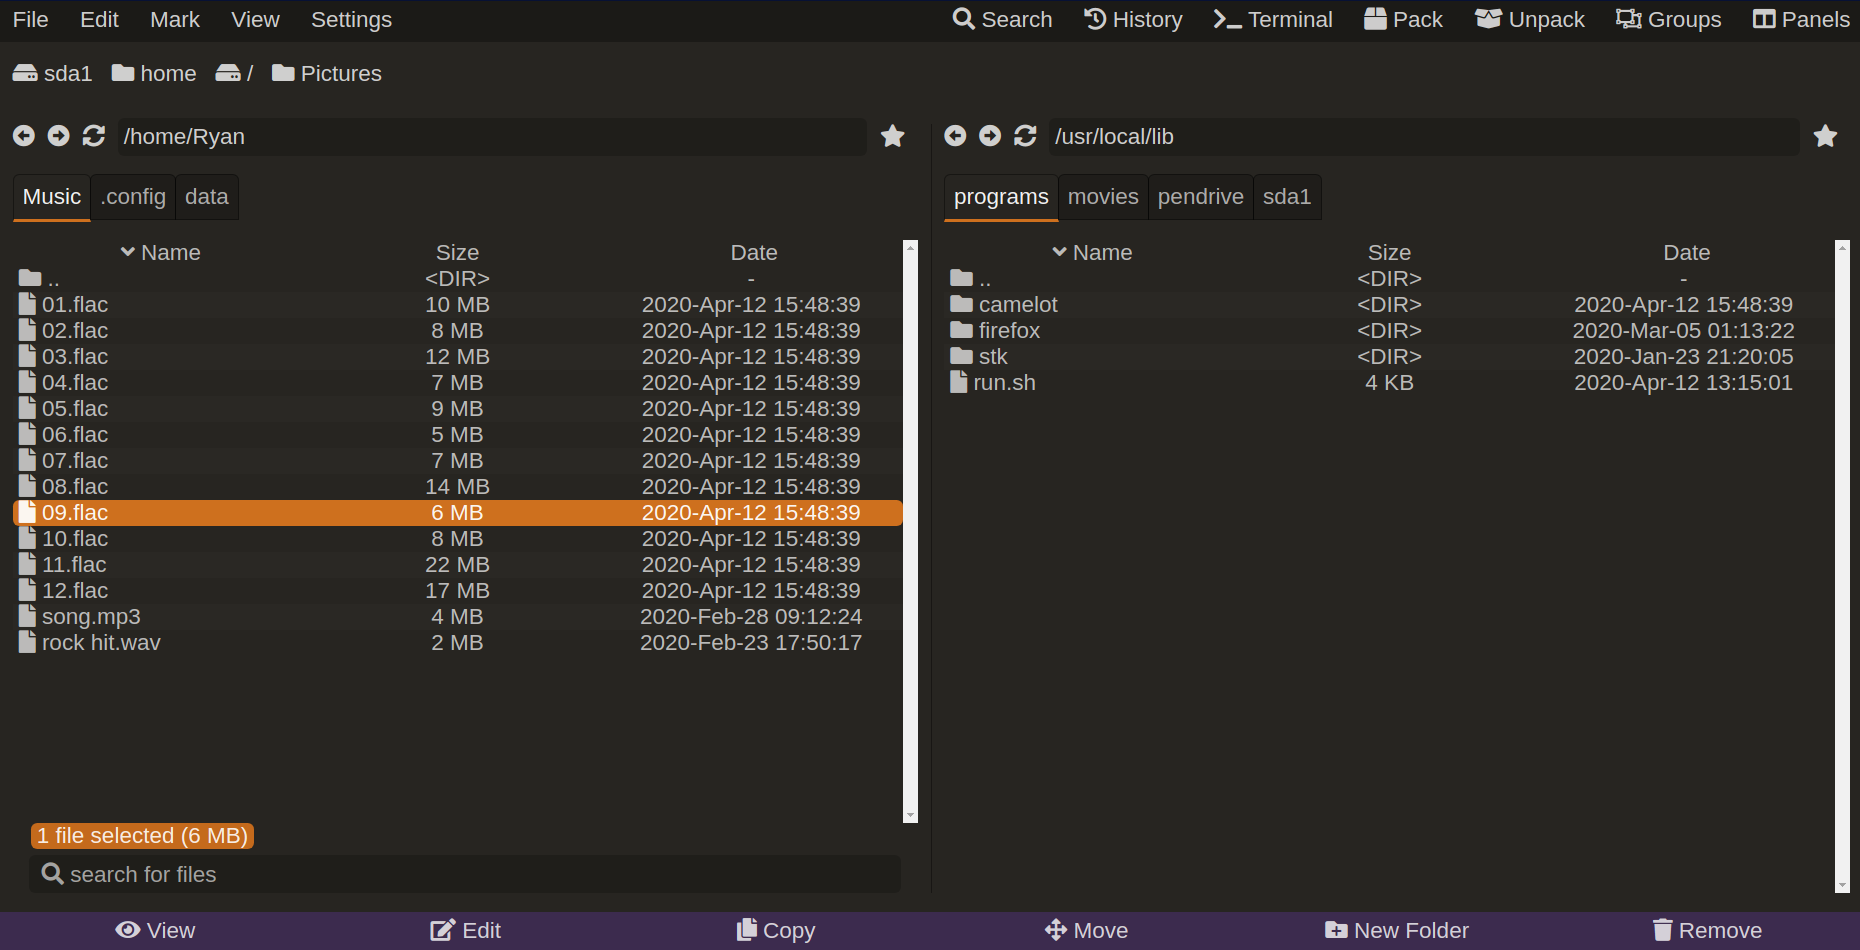 File Edit Mark View Settings Search History Terminal Pack Unpack Groups Panels
sda1 home / Pictures
/home/Ryan
Music .config data
Name Size Date
.. <DIR> -
01.flac 10 MB 2020-Apr-12 15:48:39
02.flac 8 MB 2020-Apr-12 15:48:39
03.flac 12 MB 2020-Apr-12 15:48:39
04.flac 7 MB 2020-Apr-12 15:48:39
05.flac 9 MB 2020-Apr-12 15:48:39
06.flac 5 MB 2020-Apr-12 15:48:39
07.flac 7 MB 2020-Apr-12 15:48:39
08.flac 14 MB 2020-Apr-12 15:48:39
09.flac 6 MB 2020-Apr-12 15:48:39
10.flac 8 MB 2020-Apr-12 15:48:39
11.flac 22 MB 2020-Apr-12 15:48:39
12.flac 17 MB 2020-Apr-12 15:48:39
song.mp3 4 MB 2020-Feb-28 09:12:24
rock hit.wav 2 MB 2020-Feb-23 17:50:17
1 file selected (6 MB)
search for files
/usr/local/lib
programs movies pendrive sda1
Name Size Date
.. <DIR> -
camelot <DIR> 2020-Apr-12 15:48:39
firefox <DIR> 2020-Mar-05 01:13:22
stk <DIR> 2020-Jan-23 21:20:05
run.sh 4 KB 2020-Apr-12 13:15:01
View Edit Copy Move New Folder Remove